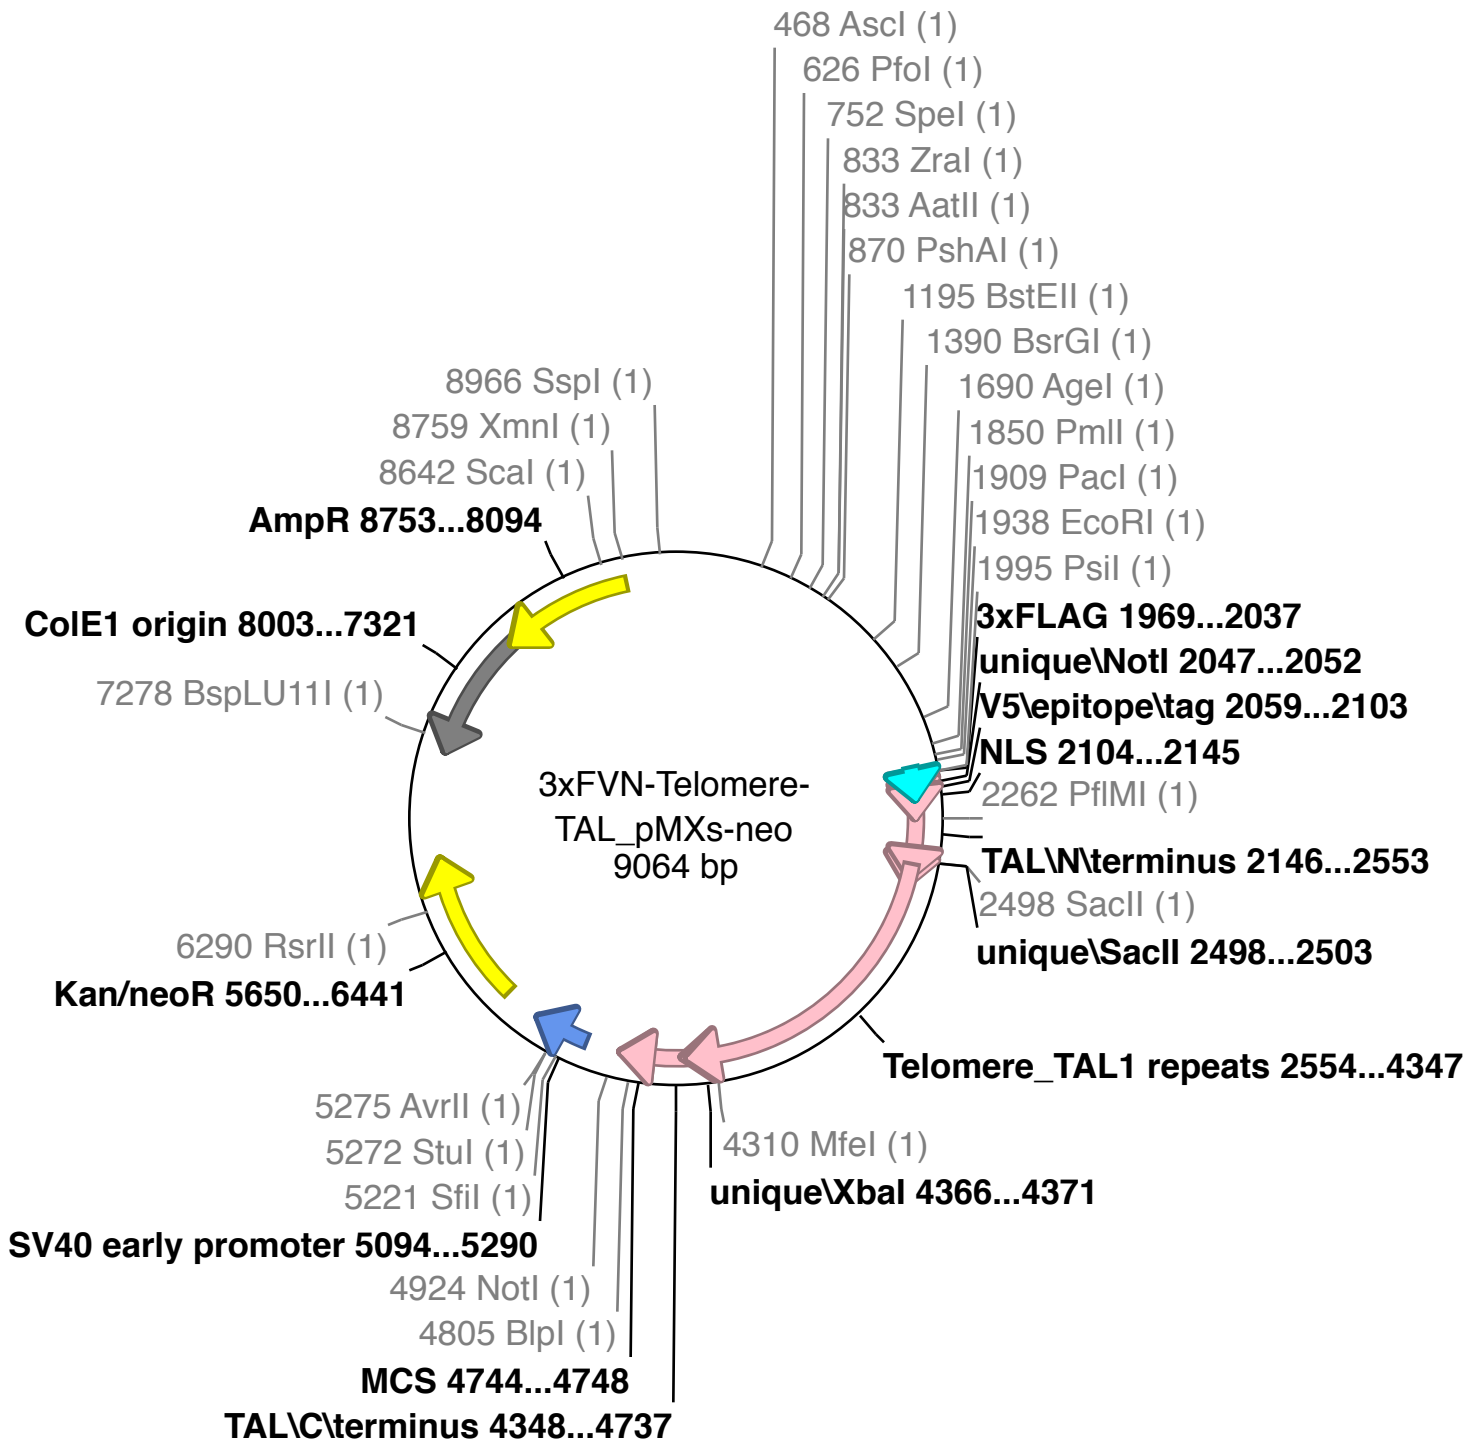 468 AscI (1)
626 PfoI (1)
752 SpeI (1)
833 ZraI (1)
833 AatII (1)
870 PshAI (1)
1195 BstEII (1)
1390 BsrGI (1)
1690 AgeI (1)
1850 PmlI (1)
1909 PacI (1)
1938 EcoRI (1)
1995 PsiI (1)
3xFLAG 1969...2037
unique\NotI 2047...2052
V5\epitope\tag 2059...2103
NLS 2104...2145
2262 PflMI (1)
TAL\N\terminus 2146...2553
2498 SacII (1)
unique\SacII 2498...2503
Telomere_TAL1 repeats 2554...4347
4310 MfeI (1)
unique\XbaI 4366...4371
TAL\C\terminus 4348...4737
MCS 4744...4748
4805 BlpI (1)
4924 NotI (1)
SV40 early promoter 5094...5290
5221 SfiI (1)
5272 StuI (1)
5275 AvrII (1)
Kan/neoR 5650...6441
6290 RsrII (1)
7278 BspLU11I (1)
ColE1 origin 8003...7321
AmpR 8753...8094
8642 ScaI (1)
8759 XmnI (1)
8966 SspI (1)
3xFVN-Telomere-
TAL_pMXs-neo
9064 bp